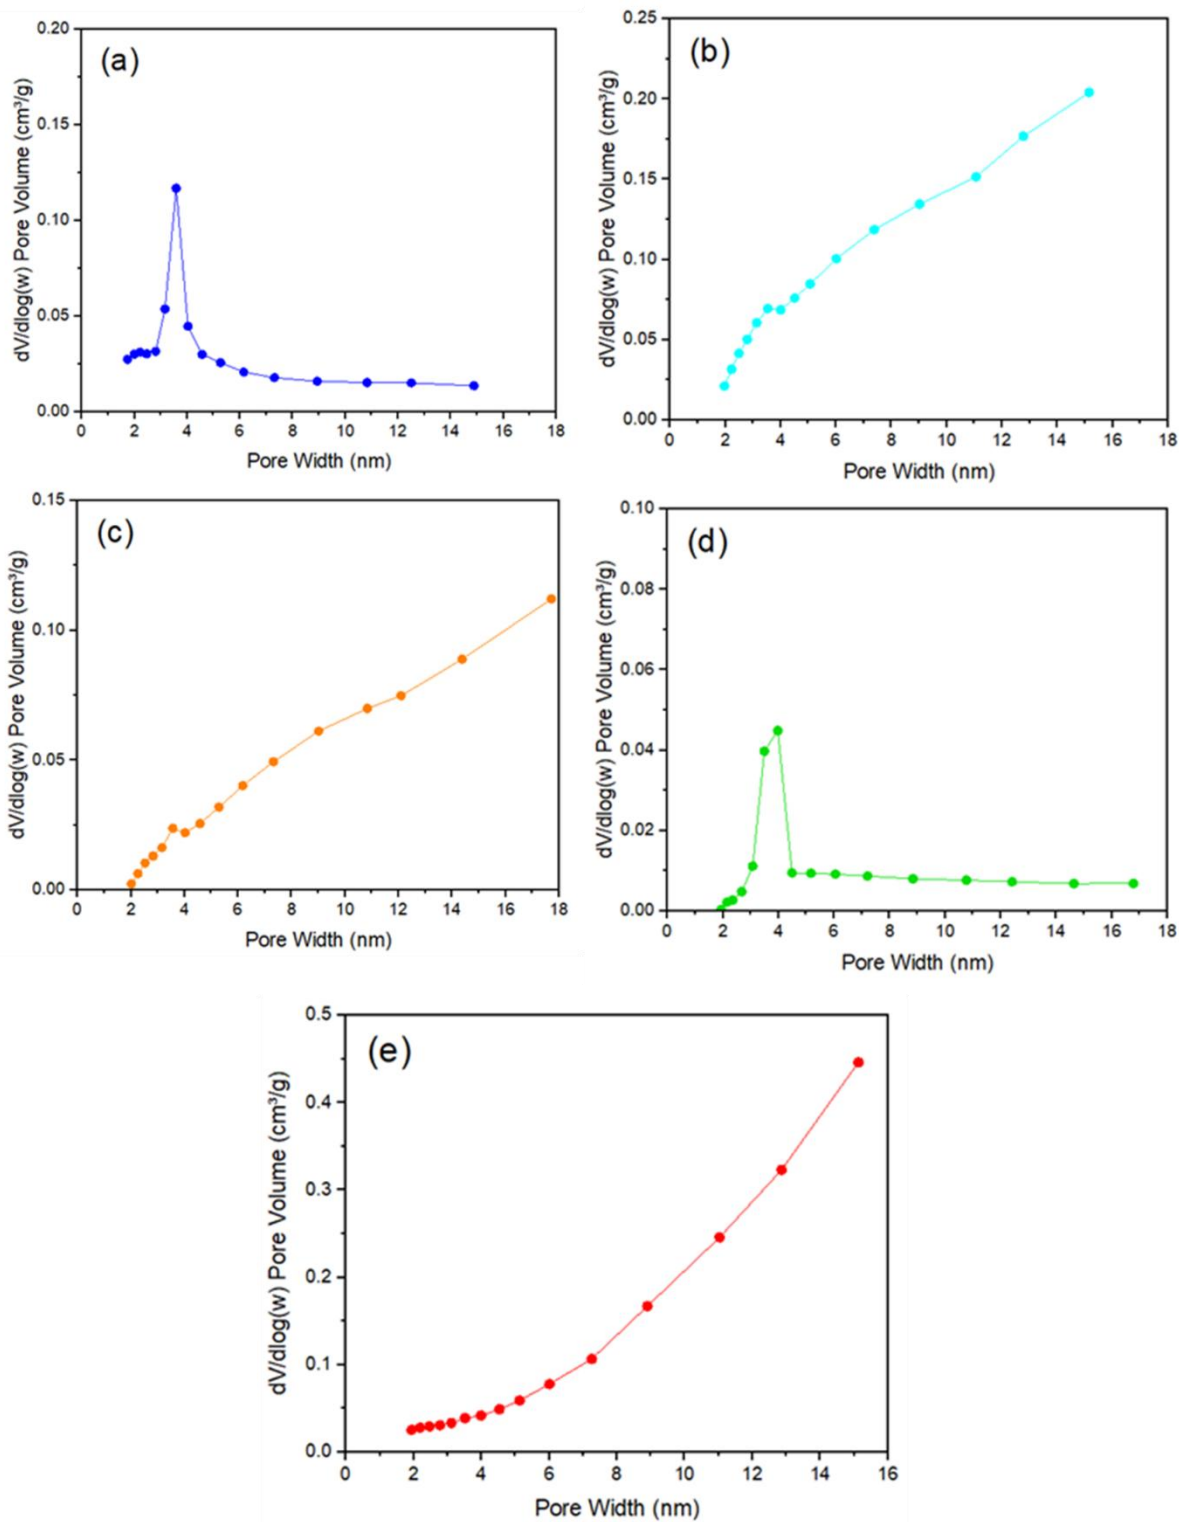 (a)
dV/dlog(w) Pore Volume (cm³/g)
0.20
0.15
0.10
0.05
0.00
0 2 4 6 8 10 12 14 16 18
Pore Width (nm)
(b)
dV/dlog(w) Pore Volume (cm³/g)
0.25
0.20
0.15
0.10
0.05
0.00
0 2 4 6 8 10 12 14 16 18
Pore Width (nm)
(c)
dV/dlog(w) Pore Volume (cm³/g)
0.15
0.10
0.05
0.00
0 2 4 6 8 10 12 14 16 18
Pore Width (nm)
(d)
dV/dlog(w) Pore Volume (cm³/g)
0.10
0.08
0.06
0.04
0.02
0.00
0 2 4 6 8 10 12 14 16 18
Pore Width (nm)
(e)
dV/dlog(w) Pore Volume (cm³/g)
0.5
0.4
0.3
0.2
0.1
0.0
0 2 4 6 8 10 12 14 16
Pore Width (nm)